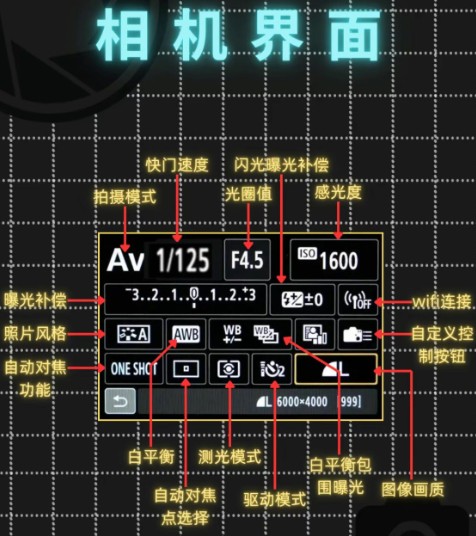 相机界面
快门速度
闪光曝光补偿
拍摄模式
光圈值
感光度
Av 1/125 F4.5 ISO 1600
曝光补偿
-3..2..1..0..1..2..+3
±0
OFF
wifi连接
照片风格
A
AWB
WB
+/-
WB
自定义控
制按钮
自动对焦
功能
ONE SHOT
2
L
L 6000×4000 [999]
白平衡
测光模式
白平衡包
围曝光
自动对焦
点选择
驱动模式
图像画质